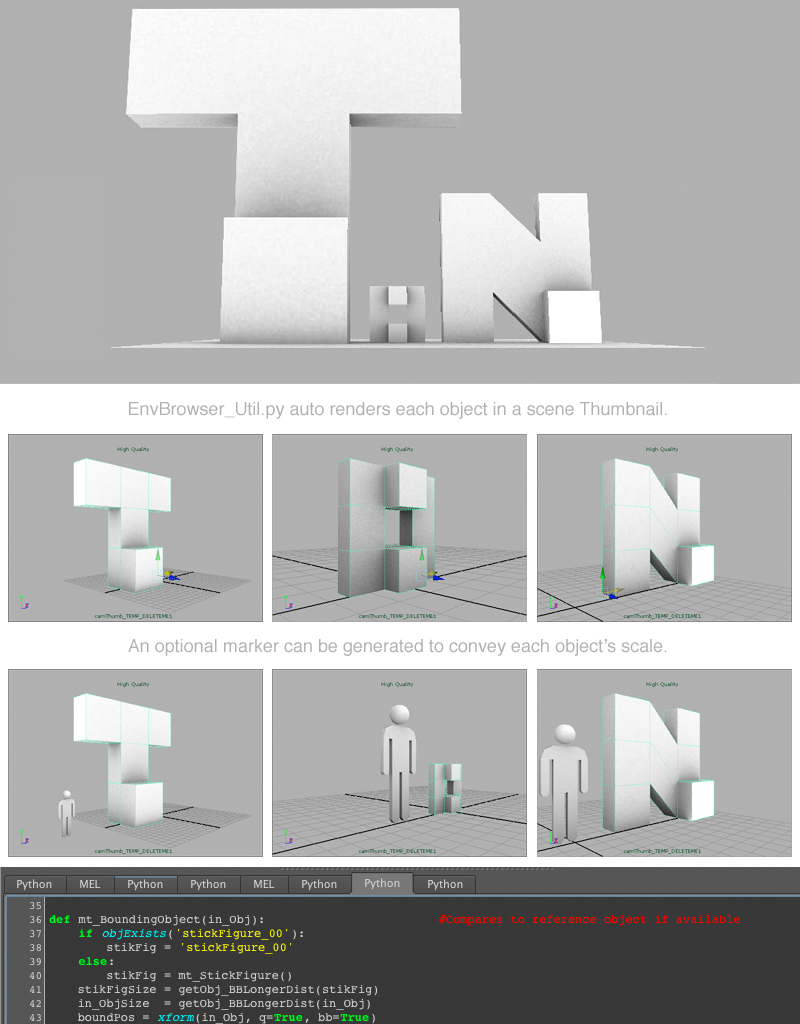 T H N
EnvBrowser_Util.py auto renders each object in a scene Thumbnail.
High Quality High Quality High Quality
camThumb_TEMP_DELETEME1 camThumb_TEMP_DELETEME1 camThumb_TEMP_DELETEME1
An optional marker can be generated to convey each object's scale.
High Quality High Quality High Quality
camThumb_TEMP_DELETEME1 camThumb_TEMP_DELETEME1 camThumb_TEMP_DELETEME1
Python MEL Python Python MEL Python Python Python
35
36 def mt_BoundingObject(in_Obj): #Compares to reference object if available
37 if objExists('stickFigure_00'):
38 stikFig = 'stickFigure_00'
39 else:
40 stikFig = mt_StickFigure()
41 stikFigSize = getObj_BBLongerDist(stikFig)
42 in_ObjSize = getObj_BBLongerDist(in_Obj)
43 boundPos = xform(in_Obj, q=True, bb=True)